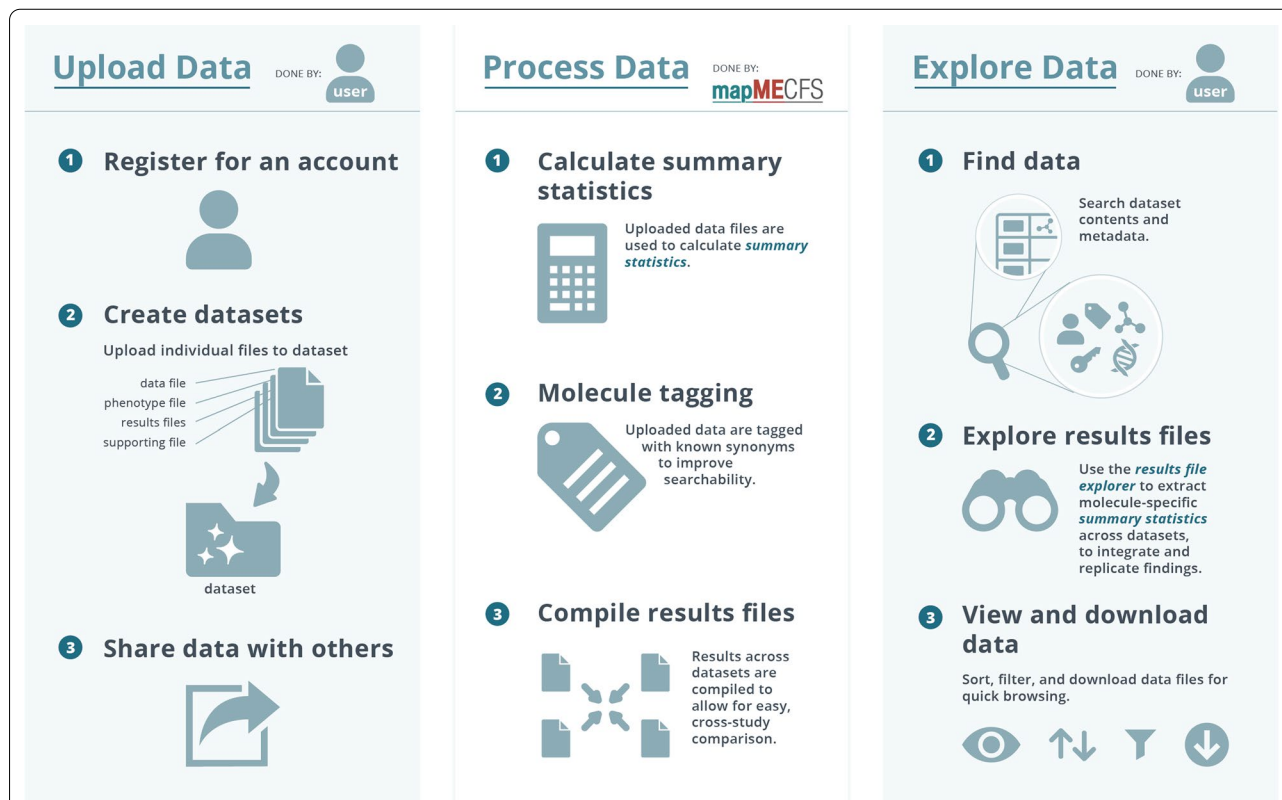 Upload Data
DONE BY:
user
1
Register for an account
2
Create datasets
Upload individual files to dataset
data file
phenotype file
results files
supporting file
dataset
3
Share data with others
Process Data
DONE BY:
mapMECFS
1
Calculate summary
statistics
Uploaded data files are
used to calculate summary
statistics.
2
Molecule tagging
Uploaded data are tagged
with known synonyms
to improve
searchability.
3
Compile results files
Results across
datasets are
compiled to
allow for easy,
cross-study
comparison.
Explore Data
DONE BY:
user
1
Find data
Search dataset
contents and
metadata.
2
Explore results files
Use the results file
explorer to extract
molecule-specific
summary statistics
across datasets,
to integrate and
replicate findings.
3
View and download
data
Sort, filter, and download data files for
quick browsing.